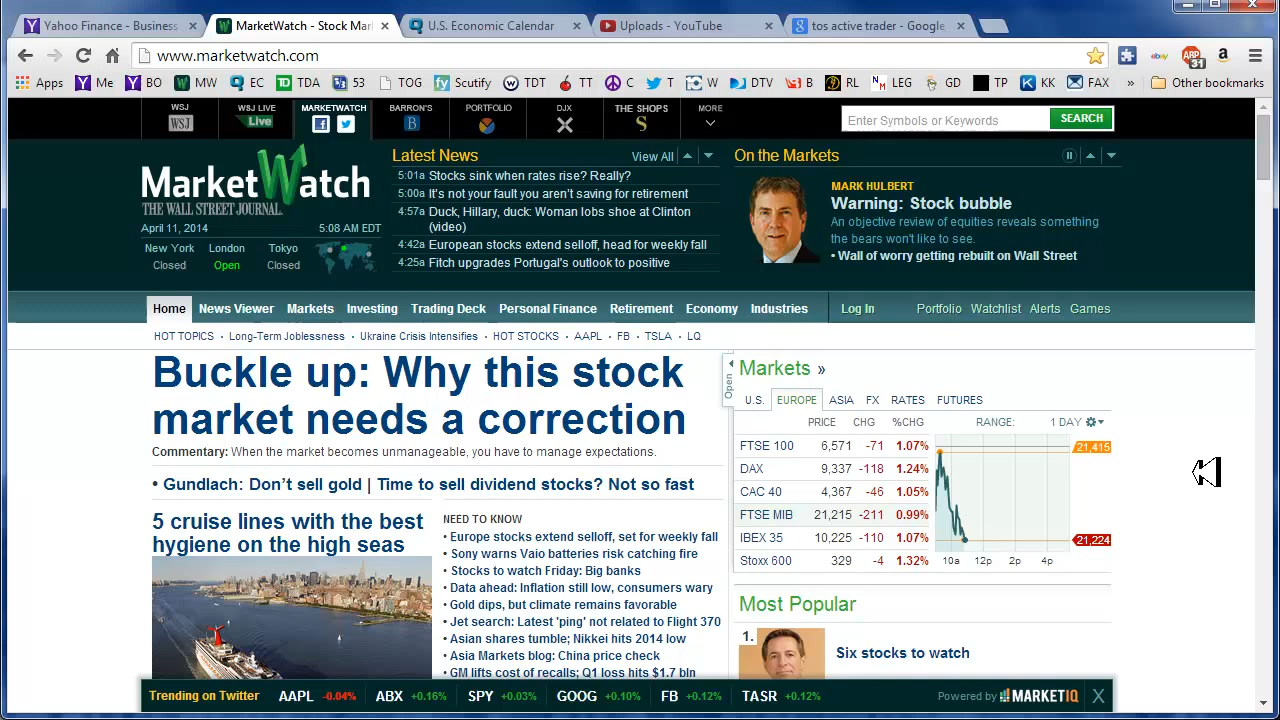 Yahoo Finance - Business
MarketWatch - Stock Mar
U.S. Economic Calendar
Uploads - YouTube
tos active trader - Google
www.marketwatch.com
ABP
31
Apps
Me
BO
MW
EC
TDA
53
TOG
Scutify
TDT
TT
C
T
W
DTV
B
RL
LEG
GD
TP
KK
FAX
»
Other bookmarks
WSJ
WSJ
WSJ LIVE
Live
MARKETWATCH
BARRON'S
B
PORTFOLIO
DJX
THE SHOPS
S
MORE
Enter Symbols or Keywords
SEARCH
MarketWatch
THE WALL STREET JOURNAL.
April 11, 2014
5:08 AM EDT
New York
London
Tokyo
Closed
Open
Closed
Latest News
View All
5:01a Stocks sink when rates rise? Really?
5:00a It's not your fault you aren't saving for retirement
4:57a Duck, Hillary, duck: Woman lobs shoe at Clinton
(video)
4:42a European stocks extend selloff, head for weekly fall
4:25a Fitch upgrades Portugal's outlook to positive
On the Markets
MARK HULBERT
Warning: Stock bubble
An objective review of equities reveals something
the bears won't like to see.
• Wall of worry getting rebuilt on Wall Street
Home
News Viewer
Markets
Investing
Trading Deck
Personal Finance
Retirement
Economy
Industries
Log In
Portfolio
Watchlist
Alerts
Games
HOT TOPICS • Long-Term Joblessness • Ukraine Crisis Intensifies • HOT STOCKS • AAPL • FB • TSLA • LQ
Buckle up: Why this stock
market needs a correction
Commentary: When the market becomes unmanageable, you have to manage expectations.
• Gundlach: Don't sell gold | Time to sell dividend stocks? Not so fast
5 cruise lines with the best
hygiene on the high seas
NEED TO KNOW
• Europe stocks extend selloff, set for weekly fall
• Sony warns Vaio batteries risk catching fire
• Stocks to watch Friday: Big banks
• Data ahead: Inflation still low, consumers wary
• Gold dips, but climate remains favorable
• Jet search: Latest 'ping' not related to Flight 370
• Asian shares tumble; Nikkei hits 2014 low
• Asia Markets blog: China price check
• GM lifts cost of recalls; Q1 loss hits $1.7 bln
Open
Markets »
U.S.
EUROPE
ASIA
FX
RATES
FUTURES
PRICE
CHG
%CHG
RANGE:
1 DAY
FTSE 100 6,571 -71 1.07%
DAX 9,337 -118 1.24%
CAC 40 4,367 -46 1.05%
FTSE MIB 21,215 -211 0.99%
IBEX 35 10,225 -110 1.07%
Stoxx 600 329 -4 1.32%
21,415
21,224
10a
12p
2p
4p
Most Popular
1.
Six stocks to watch
Trending on Twitter
AAPL -0.04%
ABX +0.16%
SPY +0.03%
GOOG +0.10%
FB +0.12%
TASR +0.12%
Powered by MARKETIQ
X